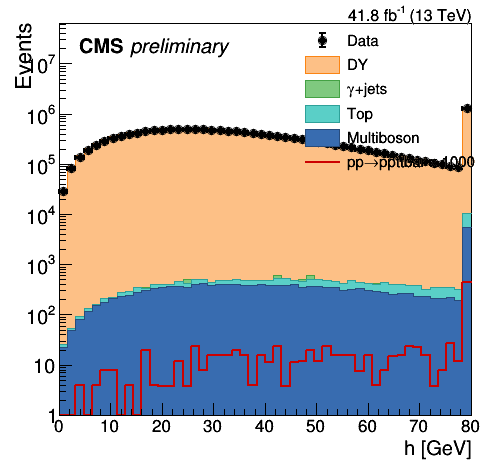 41.8 fb⁻¹ (13 TeV)
CMS preliminary
Data
DY
γ+jets
Top
Multiboson
1000
Events
10⁷
10⁶
10⁵
10⁴
10³
10²
10
1
0 10 20 30 40 50 60 70 80
h [GeV]